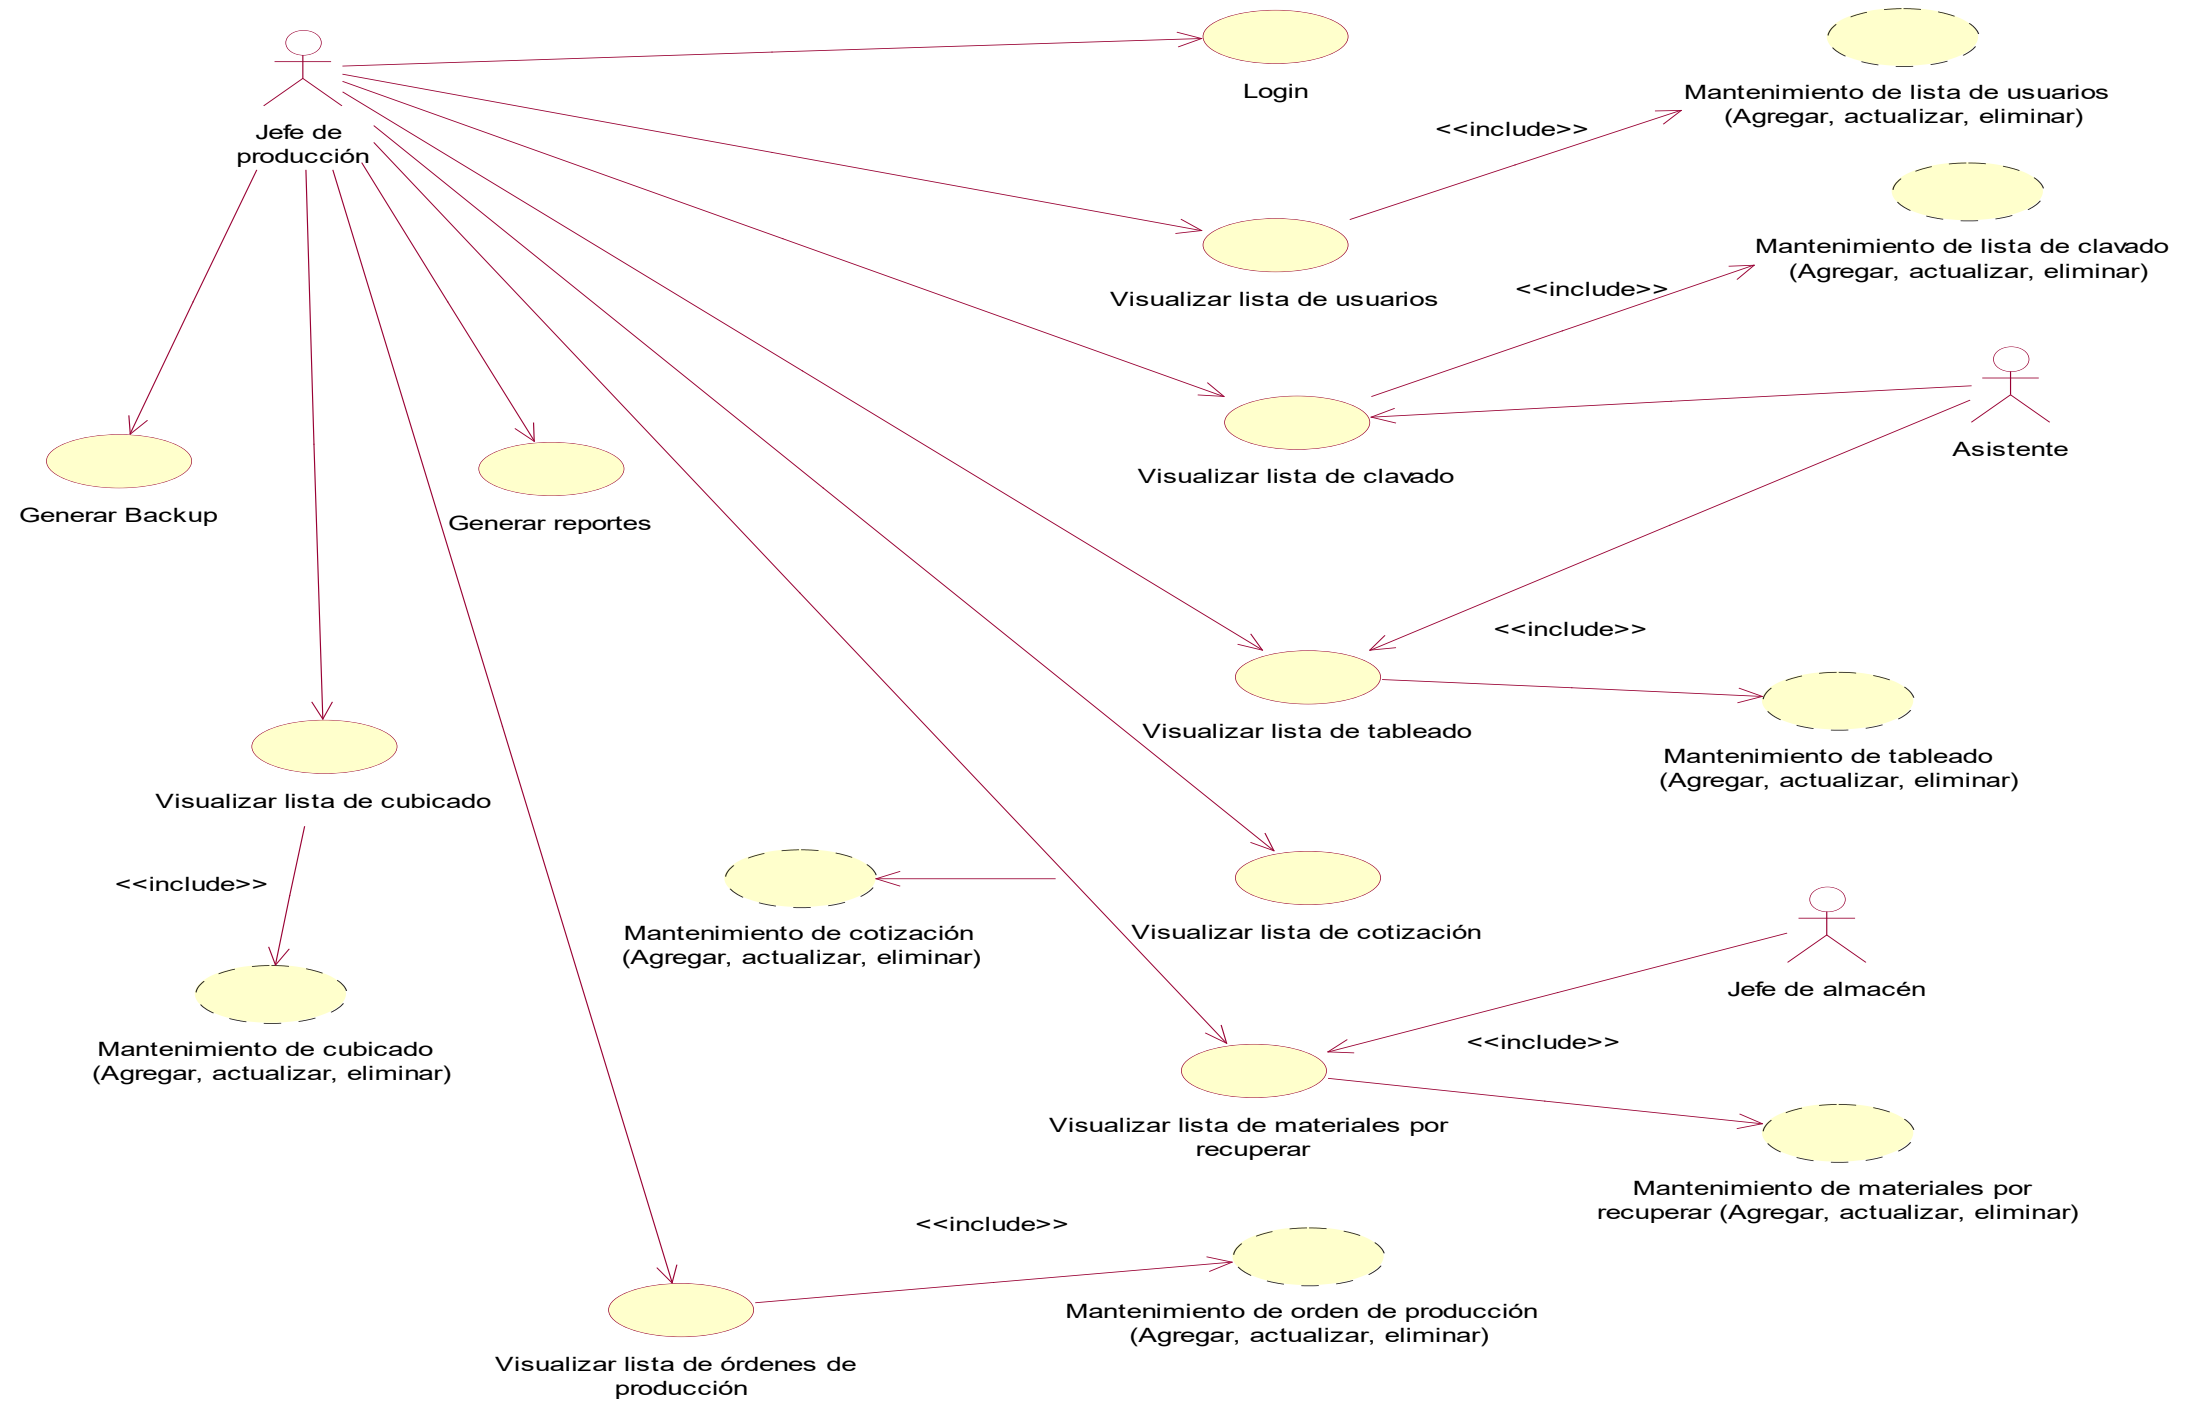 Login
Mantenimiento de lista de usuarios
(Agregar, actualizar, eliminar)
Jefe de
producción
<<include>>
Visualizar lista de usuarios
Mantenimiento de lista de clavado
(Agregar, actualizar, eliminar)
<<include>>
Visualizar lista de clavado
Asistente
Generar Backup
Generar reportes
<<include>>
Visualizar lista de tableado
Mantenimiento de tableado
(Agregar, actualizar, eliminar)
Visualizar lista de cubicado
<<include>>
Mantenimiento de cotización
(Agregar, actualizar, eliminar)
Visualizar lista de cotización
Jefe de almacén
<<include>>
Mantenimiento de cubicado
(Agregar, actualizar, eliminar)
Visualizar lista de materiales por
recuperar
Mantenimiento de materiales por
recuperar (Agregar, actualizar, eliminar)
<<include>>
Mantenimiento de orden de producción
(Agregar, actualizar, eliminar)
Visualizar lista de órdenes de
producción